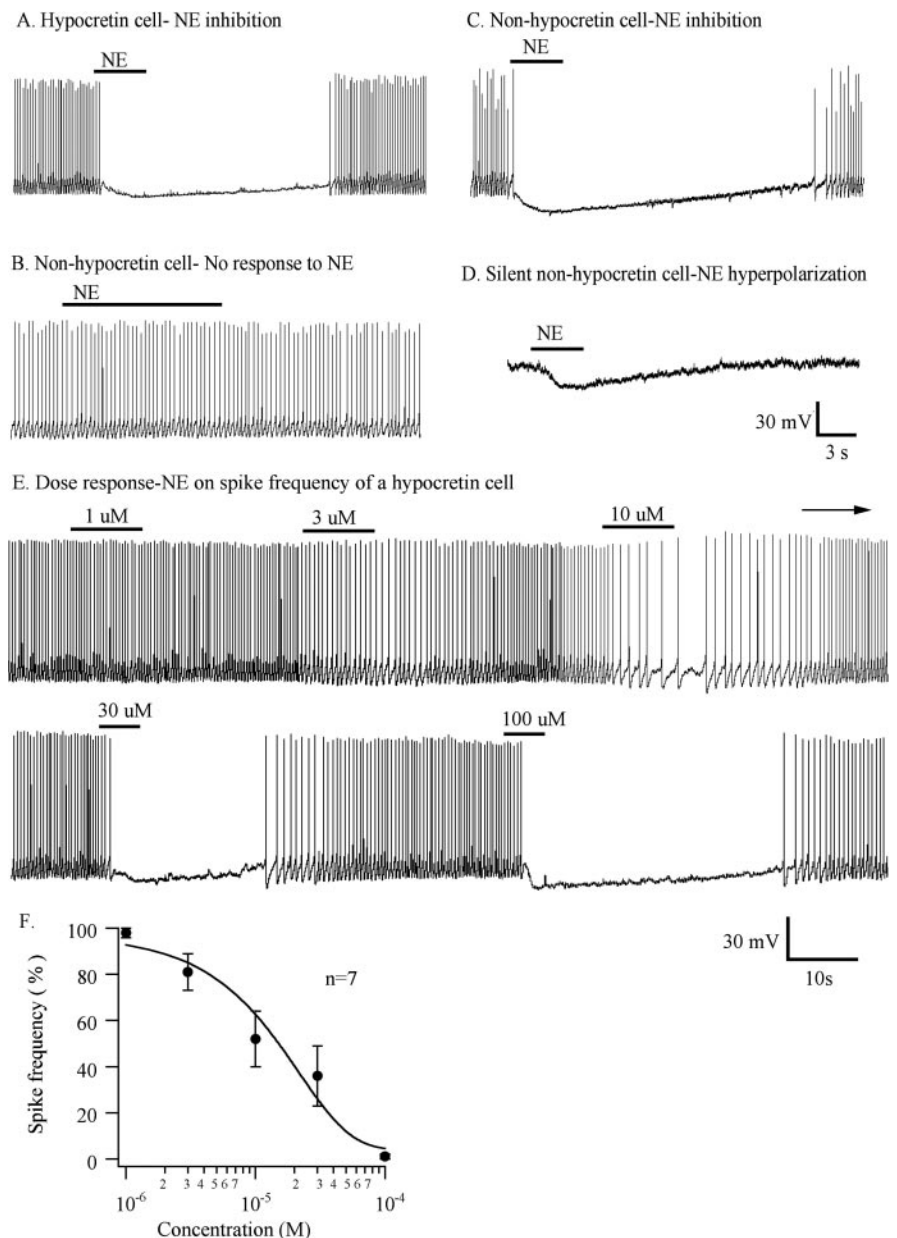 A. Hypocretin cell- NE inhibition
NE
C. Non-hypocretin cell-NE inhibition
NE
B. Non-hypocretin cell- No response to NE
NE
D. Silent non-hypocretin cell-NE hyperpolarization
NE
30 mV
3 s
E. Dose response-NE on spike frequency of a hypocretin cell
1 uM
3 uM
10 uM
30 uM
100 uM
30 mV
10s
F.
n=7
Spike frequency ( % )
100
80
60
40
20
0
2 3 4 5 6 7 2 3 4 5 6 7
10-6 10-5 10-4
Concentration (M)